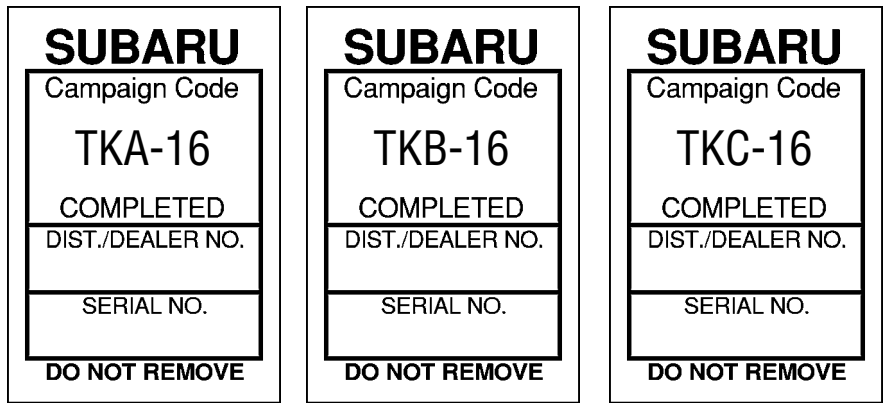 SUBARU
Campaign Code
TKA-16
COMPLETED
DIST./DEALER NO.
SERIAL NO.
DO NOT REMOVE
SUBARU
Campaign Code
TKB-16
COMPLETED
DIST./DEALER NO.
SERIAL NO.
DO NOT REMOVE
SUBARU
Campaign Code
TKC-16
COMPLETED
DIST./DEALER NO.
SERIAL NO.
DO NOT REMOVE